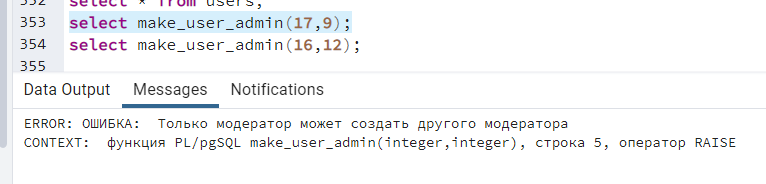 352 select * from users;
353 select make_user_admin(17,9);
354 select make_user_admin(16,12);
355
Data Output Messages Notifications
ERROR: ОШИБКА:  Только модератор может создать другого модератора
CONTEXT:  функция PL/pgSQL make_user_admin(integer,integer), строка 5, оператор RAISE